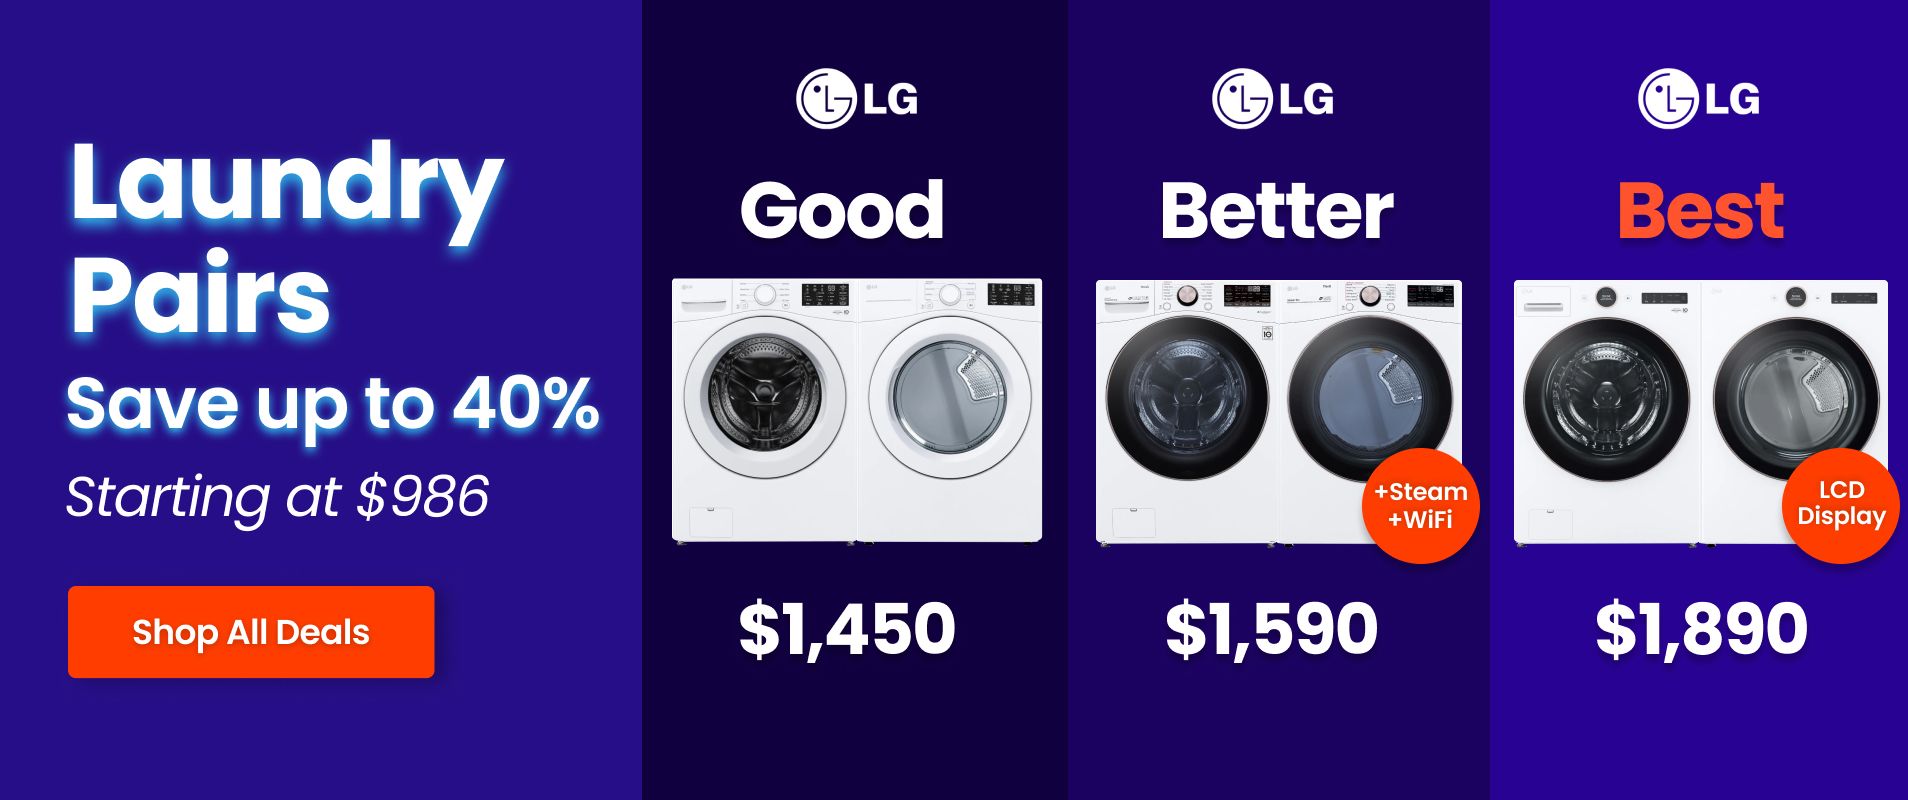 Laundry
Pairs
Save up to 40%
Starting at $986
Shop All Deals
LG
Good
$1,450
LG
Better
+Steam
+WiFi
$1,590
LG
Best
LCD
Display
$1,890